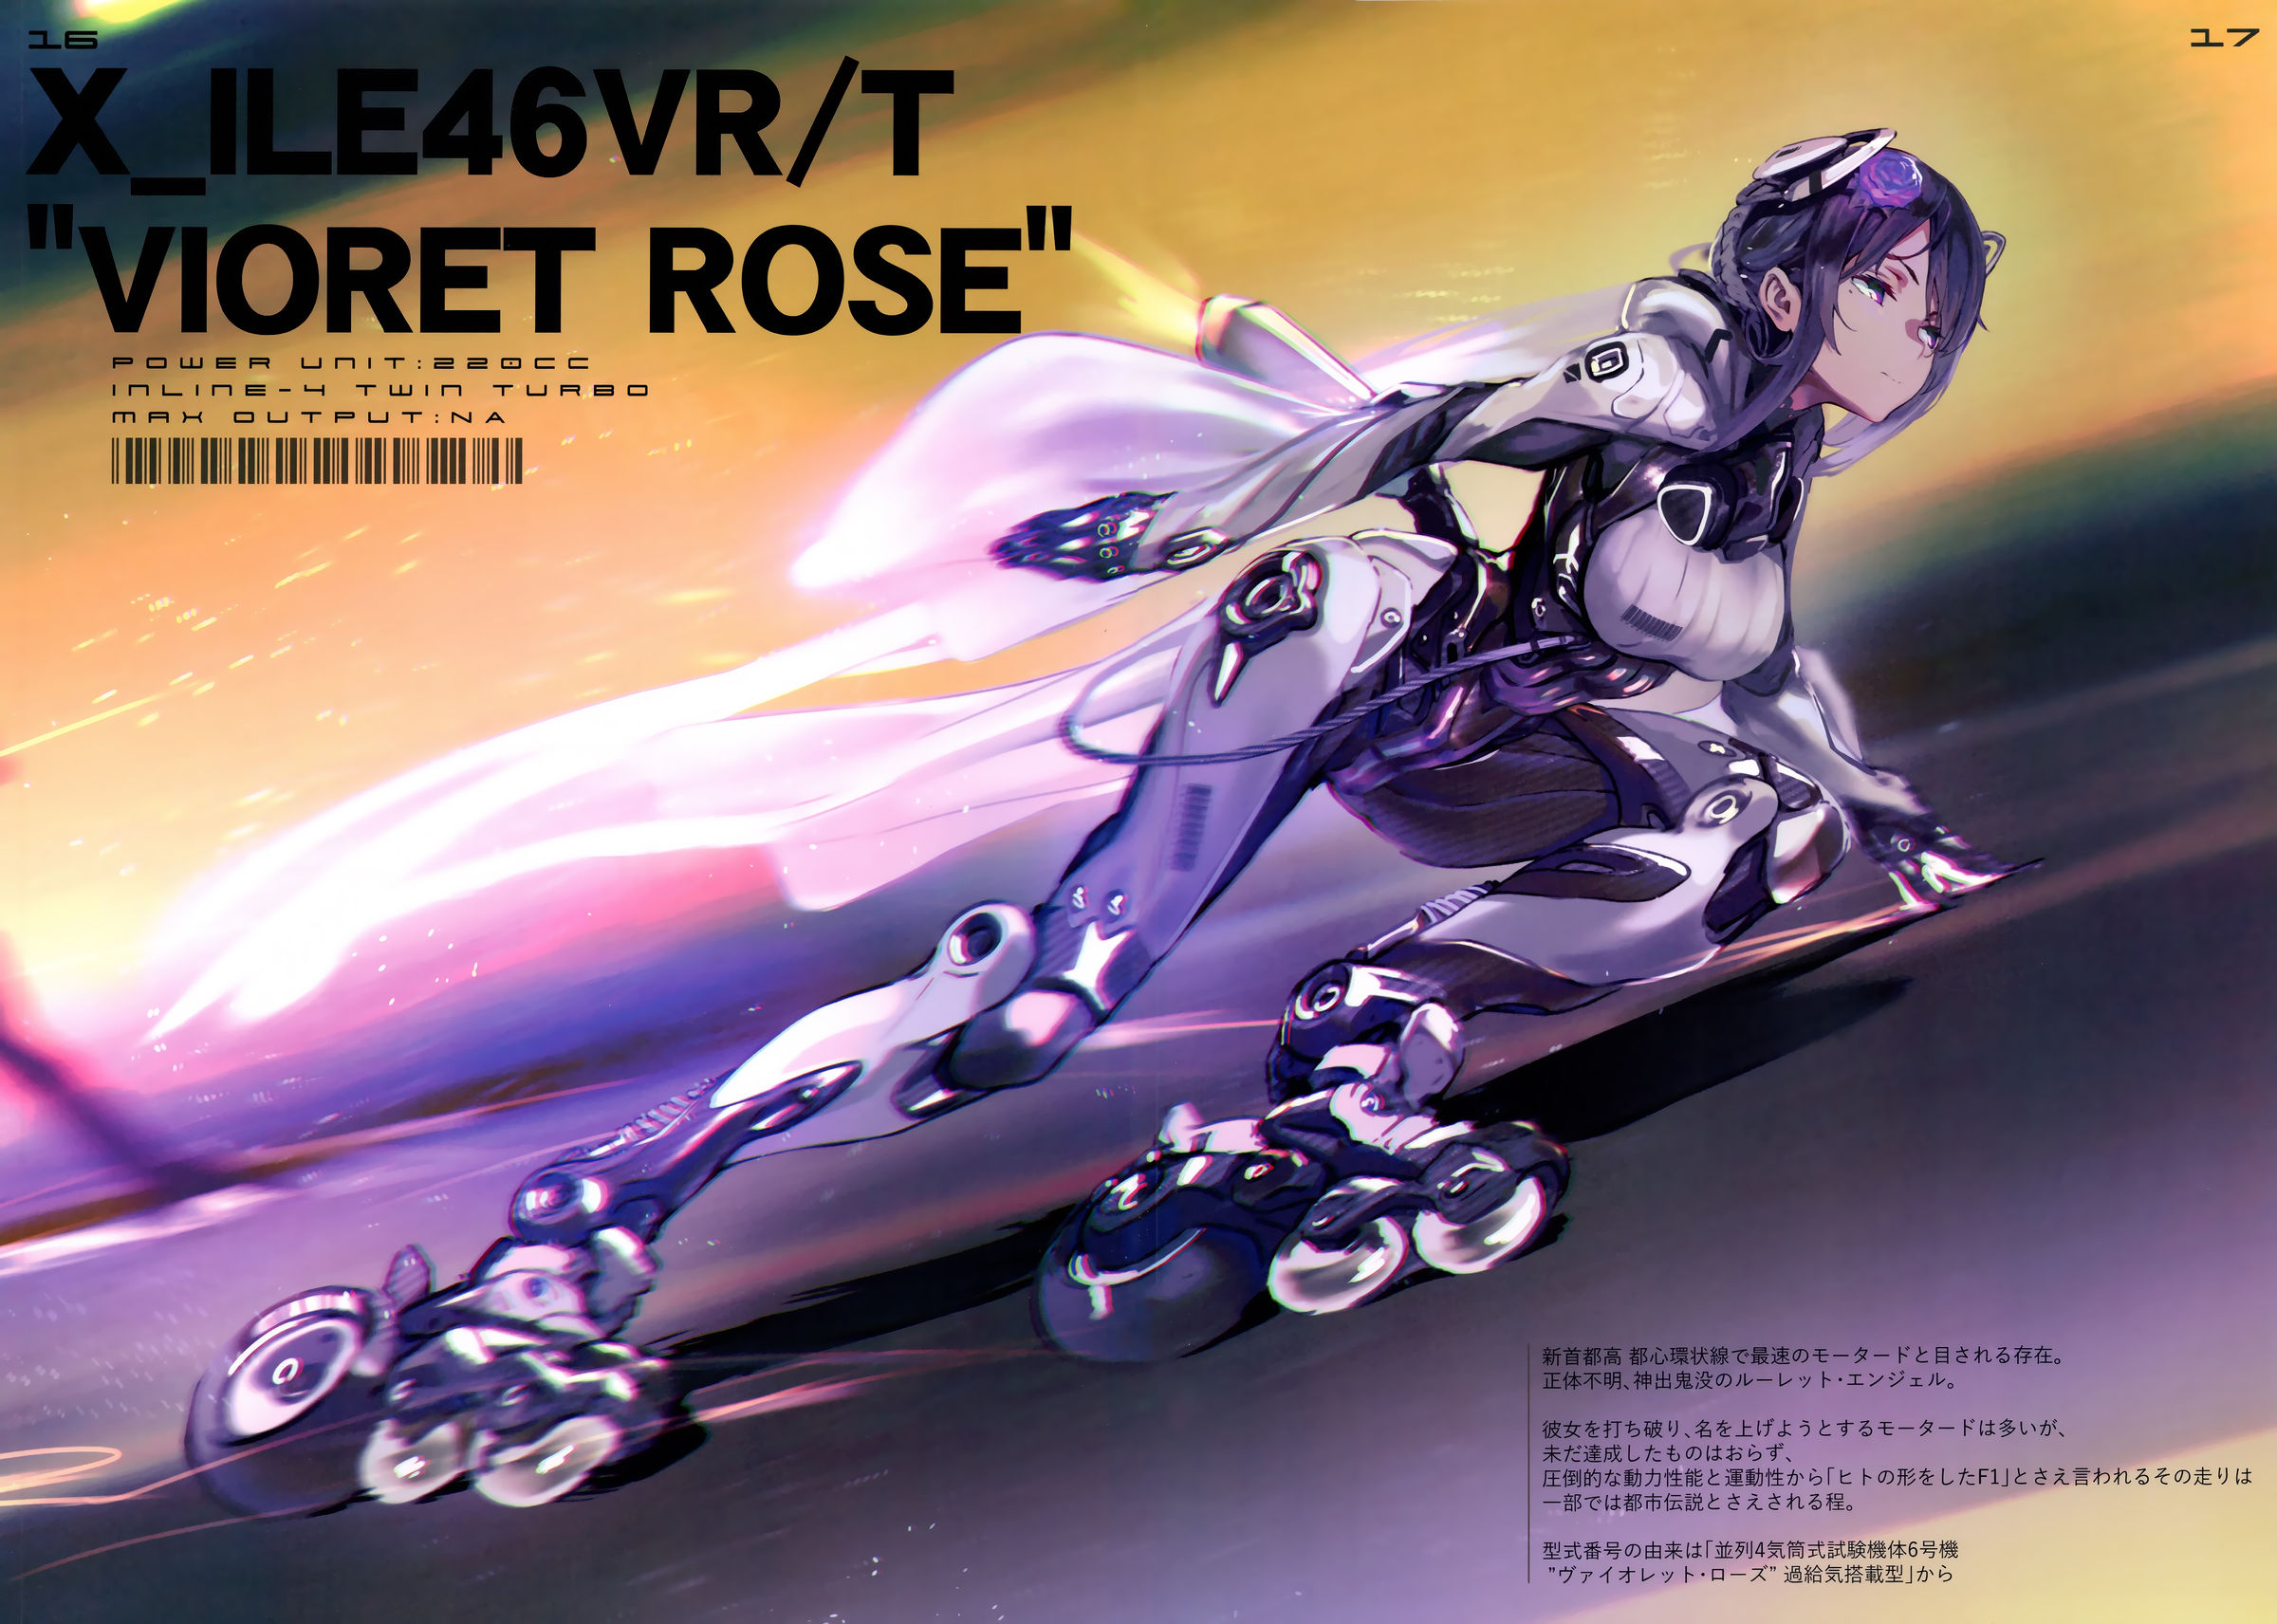 16
17
X_ILE46VR/T
"VIORET ROSE"
POWER UNIT:220CC
INLINE-4 TWIN TURBO
MAX OUTPUT:NA
新首都高 都心環状線で最速のモータードと目される存在。
正体不明、神出鬼没のルーレット・エンジェル。
彼女を打ち破り、名を上げようとするモータードは多いが、
未だ達成したものはおらず、
圧倒的な動力性能と運動性から「ヒトの形をしたF1」とさえ言われるその走りは
一部では都市伝説とさえされる程。
型式番号の由来は「並列4気筒式試験機体6号機
"ヴァイオレット・ローズ” 過給気搭載型」から